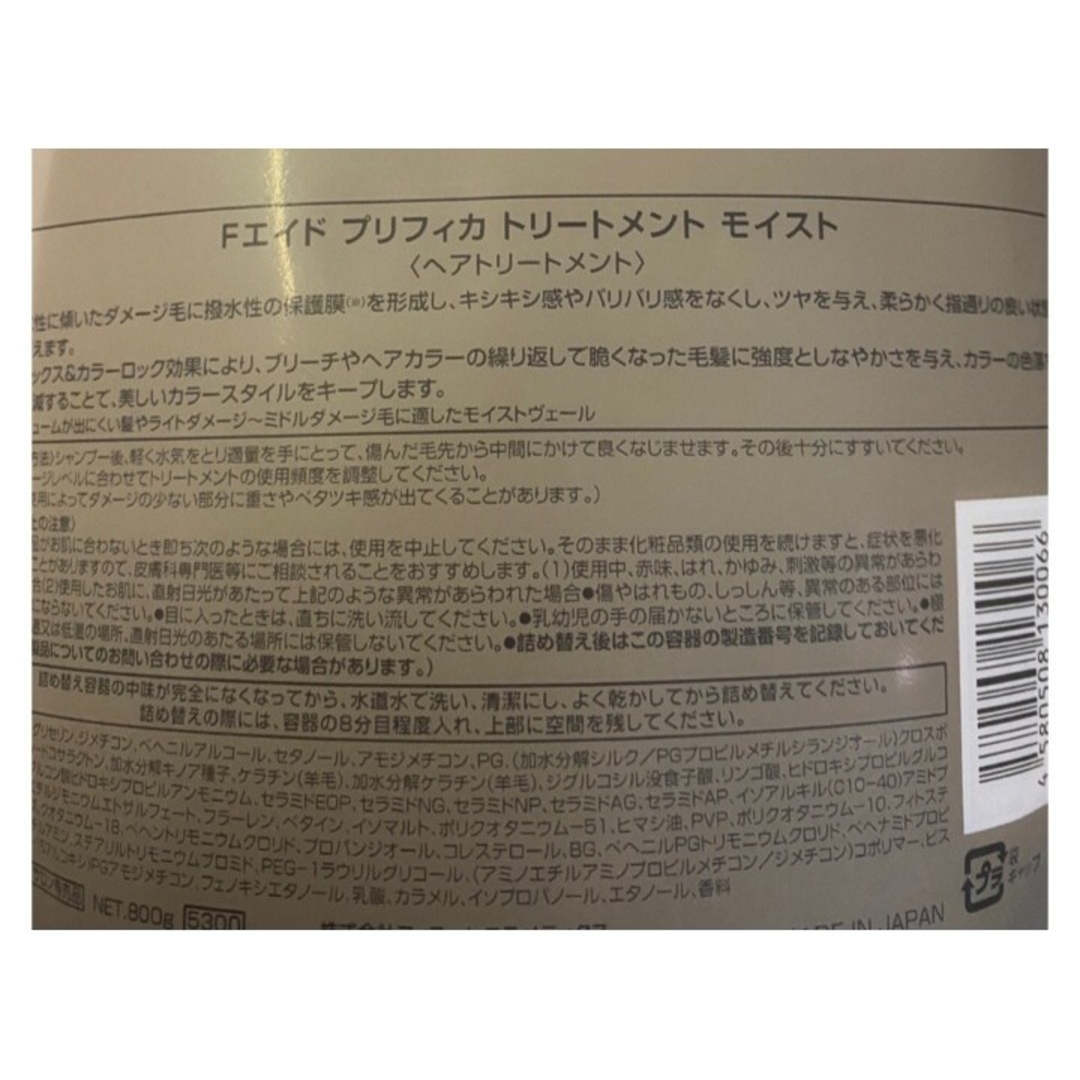 Fエイド プリフィカ トリートメント モイスト
〈ヘアトリートメント〉
性に傾いたダメージ毛に撥水性の保護膜(※)を形成し、キシキシ感やバリバリ感をなくし、ツヤを与え、柔らかく指通りの良い状
えます。
ックス&カラーロック効果により、ブリーチやヘアカラーの繰り返しで脆くなった毛髪に強度としなやかさを与え、カラーの色
減することで、美しいカラースタイルをキープします。
ュームが出にくい髪やライトダメージ~ミドルダメージ毛に適したモイストヴェール
方法〉シャンプー後、軽く水気をとり適量を手にとって、傷んだ毛先から中間にかけて良くなじませます。その後十分にすすいでください。
ージレベルに合わせてトリートメントの使用頻度を調整してください。
使用によってダメージの少ない部分に重さやベタツキ感が出てくることがあります。)
上の注意〉
品がお肌に合わないとき即ち次のような場合には、使用を中止してください。そのまま化粧品類の使用を続けますと、症状を悪化
ことがありますので、皮膚科専門医等にご相談されることをおすすめします。(1)使用中、赤味、はれ、かゆみ、刺激等の異常があらわ
合(2)使用したお肌に、直射日光があたって上記のような異常があらわれた場合●傷やはれもの、しっしん等、異常のある部位には
にならないでください。●目に入ったときは、直ちに洗い流してください。●乳幼児の手の届かないところに保管してください。●極
温又は低温の場所、直射日光のあたる場所には保管しないでください。●詰め替え後はこの容器の製造番号を記録しておいてくだ
製品についてのお問い合わせの際に必要な場合があります。)
詰め替え容器の中味が完全になくなってから、水道水で洗い、清潔にし、よく乾かしてから詰め替えてください。
詰め替えの際には、容器の8分目程度入れ、上部に空間を残してください。
グリセリン、ジメチコン、ベヘニルアルコール、セタノール、アモジメチコン、PG、(加水分解シルク/PGプロピルメチルシランジオール)クロスポ
ードコサラクトン、加水分解キノア種子、ケラチン(羊毛)、加水分解ケラチン(羊毛)、ジグルコシル没食子酸、リンゴ酸、ヒドロキシプロピルグルコ
ルコン酸ヒドロキシプロピルアンモニウム、セラミドEOP、セラミドNG、セラミドNP、セラミドAG、セラミドAP、イソアルキル(C10-40)アミドプ
チルジモニウムエトサルフェート、フラーレン、ベタイン、イソマルト、ポリクオタニウム-51、ヒマシ油、PVP、ポリクオタニウム-10、フィトステ
クオタニウム-18、ベヘントリモニウムクロリド、プロパンジオール、コレステロール、BG、ベヘニルPGトリモニウムクロリド、ベヘナミドプロピ
ルアミン、ステアリルトリモニウムブロミド、PEG-1ラウリルグリコール、(アミノエチルアミノプロピルメチコン/ジメチコン)コポリマー、ビス
アルコキシ)PGアモジメチコン、フェノキシエタノール、乳酸、カラメル、イソプロパノール、エタノール、香料
ロン専売品 NET.800g 5300
MADE IN JAPAN
プラ
袋
キャップ
4580508130066